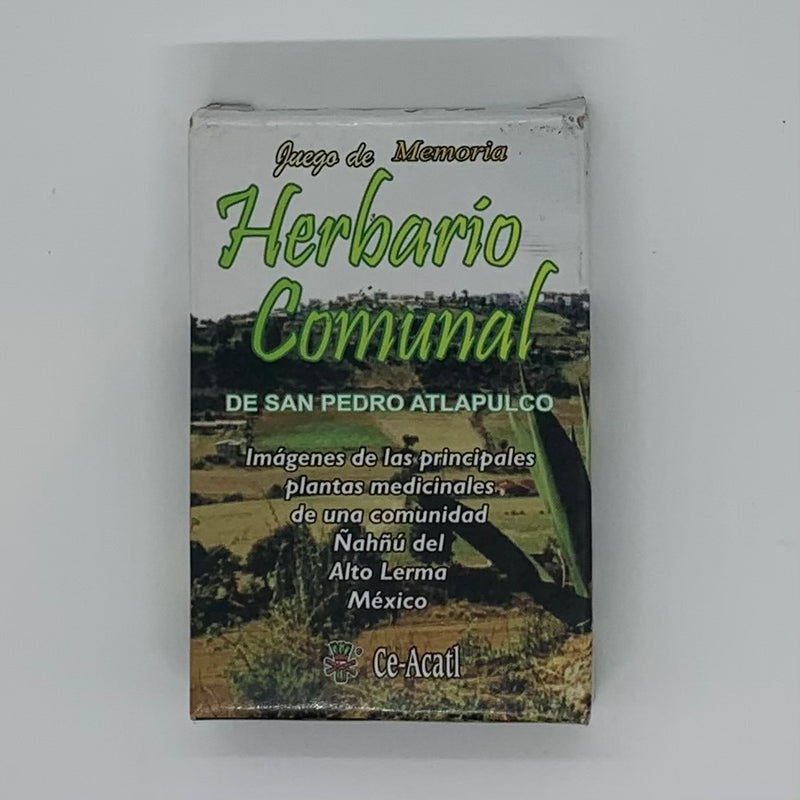 Juego de Memoria
Herbario
Comunal
DE SAN PEDRO ATLAPULCO
Imágenes de las principales
plantas medicinales
de una comunidad
Ñahñú del
Alto Lerma
México
Ce-Acatl